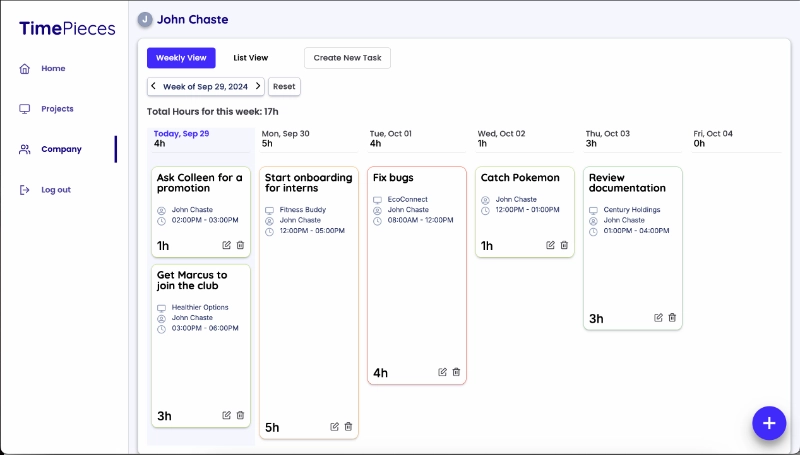 TimePieces
Home
Projects
Company
Log out
J John Chaste
Weekly View
List View
Create New Task
Week of Sep 29, 2024
Reset
Total Hours for this week: 17h
Today, Sep 29
4h
Mon, Sep 30
5h
Tue, Oct 01
4h
Wed, Oct 02
1h
Thu, Oct 03
3h
Fri, Oct 04
0h
Ask Colleen for a
promotion
John Chaste
02:00PM - 03:00PM
1h
Get Marcus to
join the club
Healthier Options
John Chaste
03:00PM - 06:00PM
3h
Start onboarding
for interns
Fitness Buddy
John Chaste
12:00PM - 05:00PM
5h
Fix bugs
EcoConnect
John Chaste
08:00AM - 12:00PM
4h
Catch Pokemon
John Chaste
12:00PM - 01:00PM
1h
Review
documentation
Century Holdings
John Chaste
01:00PM - 04:00PM
3h
+